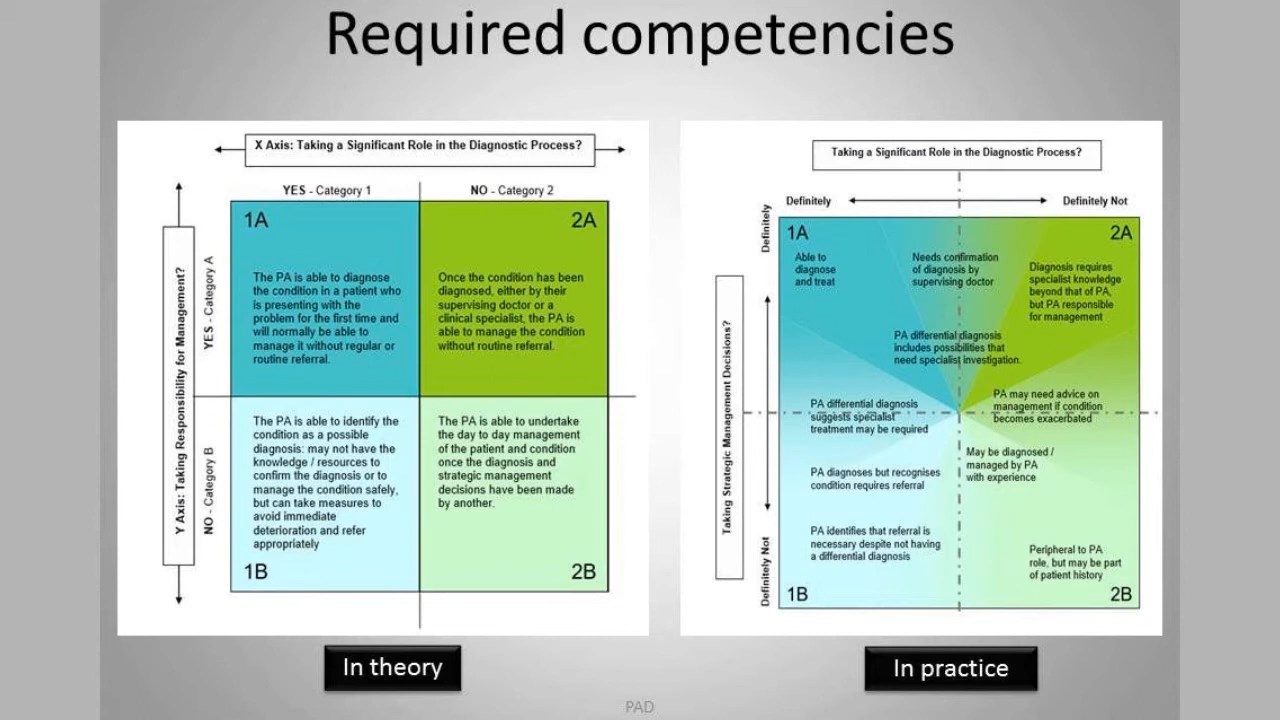 Required competencies
X Axis: Taking a Significant Role in the Diagnostic Process?
YES - Category 1
NO - Category 2
Y Axis: Taking Responsibility for Management?
YES - Category A
NO - Category B
1A
The PA is able to diagnose
the condition in a patient who
is presenting with the
problem for the first time and
will normally be able to
manage it without regular or
routine referral.
2A
Once the condition has been
diagnosed, either by their
supervising doctor or a
clinical specialist, the PA is
able to manage the condition
without routine referral.
The PA is able to identify the
condition as a possible
diagnosis: may not have the
knowledge / resources to
confirm the diagnosis or to
manage the condition safely,
but can take measures to
avoid immediate
deterioration and refer
appropriately
1B
The PA is able to undertake
the day to day management
of the patient and condition
once the diagnosis and
strategic management
decisions have been made
by another.
2B
In theory
Taking a Significant Role in the Diagnostic Process?
Definitely
Definitely Not
Taking Strategic Management Decisions?
Definitely
Definitely Not
1A
Able to
diagnose
and treat
Needs confirmation
of diagnosis by
supervising doctor
2A
Diagnosis requires
specialist knowledge
beyond that of PA,
but PA responsible
for management
PA differential diagnosis
includes possibilities that
need specialist investigation.
PA differential diagnosis
suggests specialist
treatment may be required
PA may need advice on
management if condition
becomes exacerbated
PA diagnoses but recognises
condition requires referral
May be diagnosed /
managed by PA
with experience
PA identifies that referral is
necessary despite not having
a differential diagnosis
1B
Peripheral to PA
role, but may be part
of patient history
2B
In practice
PAD